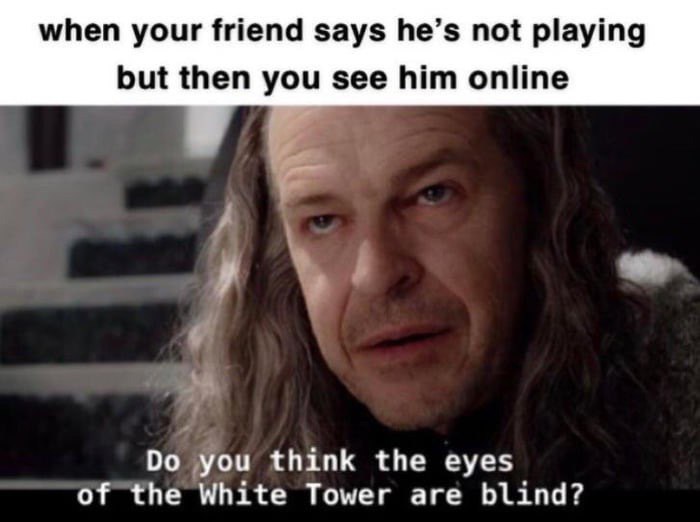 when your friend says he’s not playing
but then you see him online
Do you think the eyes
of the White Tower are blind?